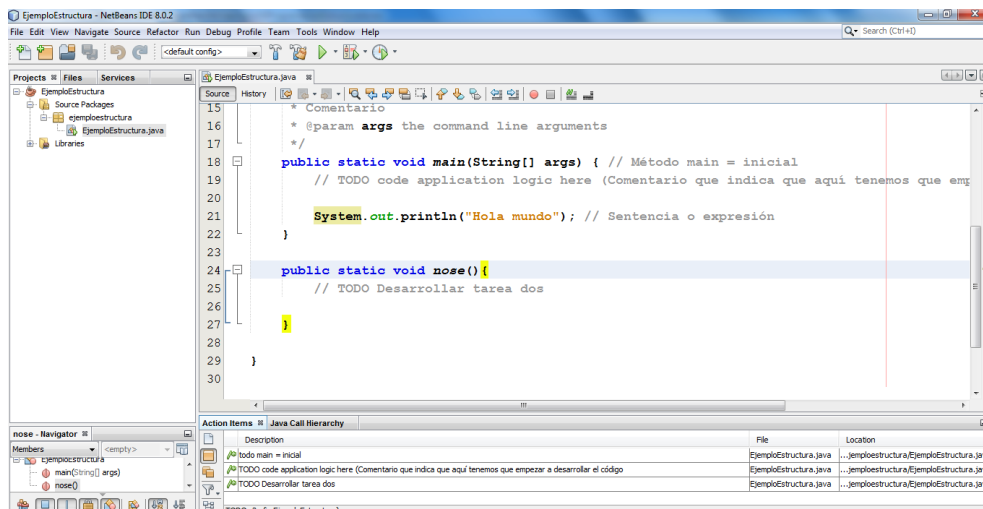 EjemploEstructura - NetBeans IDE 8.0.2
File Edit View Navigate Source Refactor Run Debug Profile Team Tools Window Help
Search (Ctrl+I)
<default config>
Projects Files Services
EjemploEstructura
Source Packages
ejemploestructura
EjemploEstructura.java
Libraries
EjemploEstructura.java
Source History
15 * Comentario
16 * @param args the command line arguments
17 */
18 public static void main(String[] args) { // Método main = inicial
19 // TODO code application logic here (Comentario que indica que aquí tenemos que emp
20
21 System.out.println("Hola mundo"); // Sentencia o expresión
22 }
23
24 public static void nose(){
25 // TODO Desarrollar tarea dos
26
27 }
28
29 }
30
nose - Navigator
Members <empty>
EjemploEstructura
main(String[] args)
nose()
Action Items Java Call Hierarchy
Description File Location
todo main = inicial EjemploEstructura.java ...jemploestructura/EjemploEstructura.ja
TODO code application logic here (Comentario que indica que aquí tenemos que empezar a desarrollar el código EjemploEstructura.java ...jemploestructura/EjemploEstructura.ja
TODO Desarrollar tarea dos EjemploEstructura.java ...jemploestructura/EjemploEstructura.ja